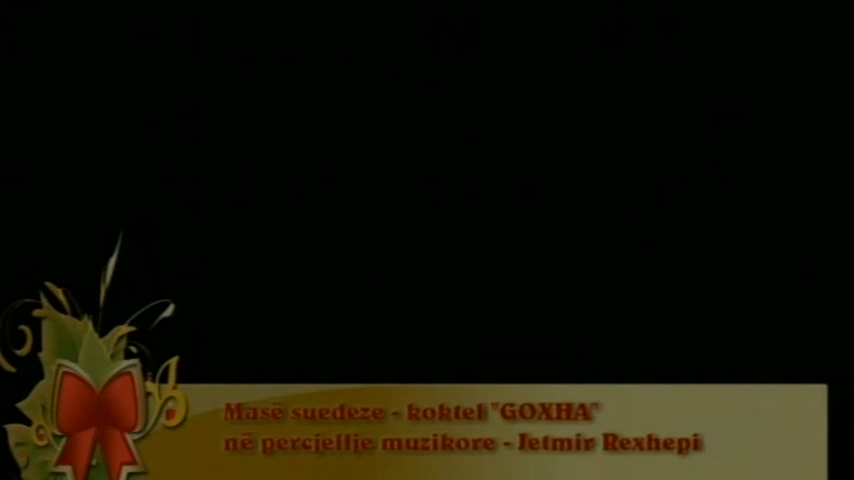 Masë suedeze - koktel "GOXHA"
në percjellje muzikore - Jetmir Rexhepi